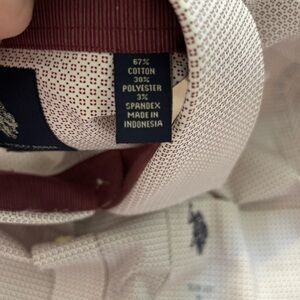 67%
COTTON
30%
POLYESTER
3%
SPANDEX
MADE IN
INDONESIA